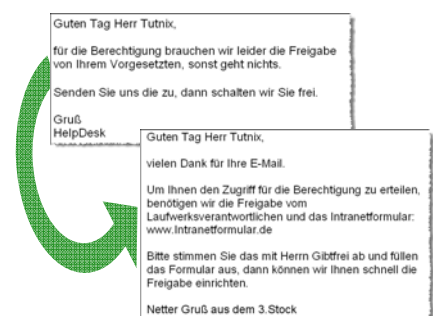 Guten Tag Herr Tutnix,
für die Berechtigung brauchen wir leider die Freigabe
von Ihrem Vorgesetzten, sonst geht nichts.
Senden Sie uns die zu, dann schalten wir Sie frei.
Gruß
HelpDesk
Guten Tag Herr Tutnix,
vielen Dank für Ihre E-Mail.
Um Ihnen den Zugriff für die Berechtigung zu erteilen,
benötigen wir die Freigabe vom
Laufwerksverantwortlichen und das Intranetformular:
www.Intranetformular.de
Bitte stimmen Sie das mit Herrn Gibtfrei ab und füllen
das Formular aus, dann können wir Ihnen schnell die
Freigabe einrichten.
Netter Gruß aus dem 3.Stock